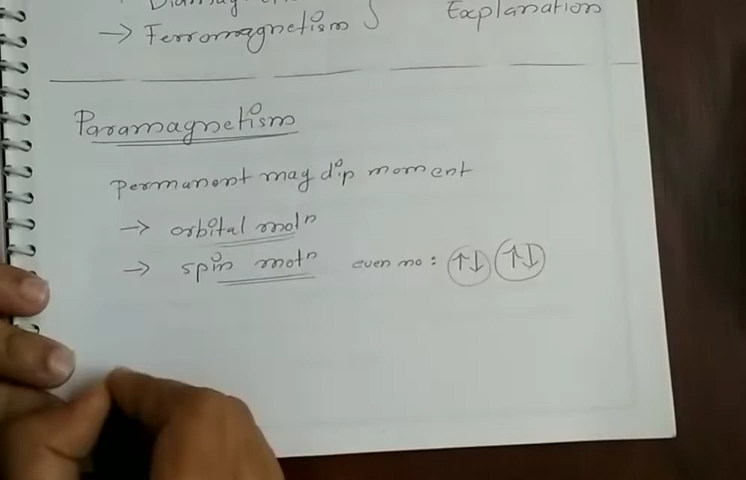 → Ferromagnetism } Explanation
Paramagnetism
Permanent mag dip moment
→ orbital motⁿ
→ spin motⁿ even no: ↑↓ ↑↓